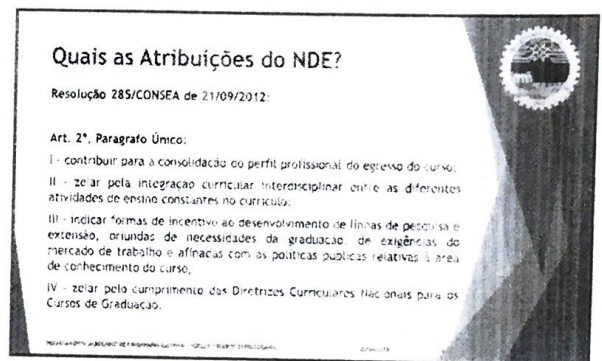 Quais as Atribuições do NDE?
Resolução 285/CONSEA de 21/09/2012:
Art. 2°, Paragrafo Único:
I - contribuir para a consolidação do perfil profissional do egresso do curso;
II - zelar pela integração curricular interdisciplinar entre as diferentes
atividades de ensino constantes no currículo;
III - indicar formas de incentivo ao desenvolvimento de linhas de pesquisa e
extensão, oriundas de necessidades da graduação, de exigências do
mercado de trabalho e afinadas com as políticas públicas relativas à área
de conhecimento do curso;
IV - zelar pelo cumprimento das Diretrizes Curriculares Nacionais para os
Cursos de Graduação.